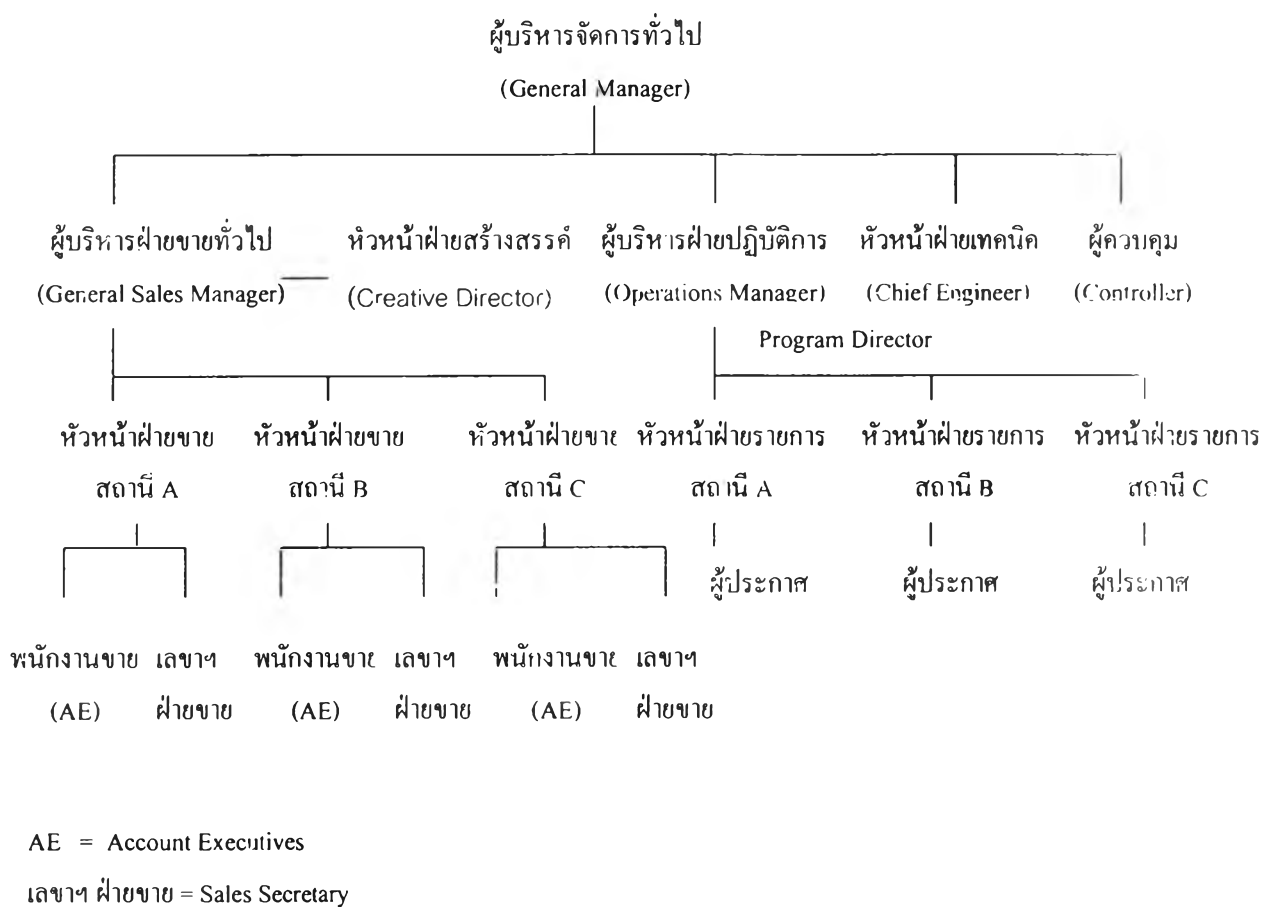 ผู้บริหารจัดการทั่วไป
(General Manager)
ผู้บริหารฝ่ายขายทั่วไป หัวหน้าฝ่ายสร้างสรรค์ ผู้บริหารฝ่ายปฏิบัติการ หัวหน้าฝ่ายเทคนิค ผู้ควบคุม
(General Sales Manager) (Creative Director) (Operations Manager) (Chief Engineer) (Controller)
Program Director
หัวหน้าฝ่ายขาย หัวหน้าฝ่ายขาย หัวหน้าฝ่ายขาย หัวหน้าฝ่ายรายการ หัวหน้าฝ่ายรายการ หัวหน้าฝ่ายรายการ
สถานี A สถานี B สถานี C สถานี A สถานี B สถานี C
ผู้ประกาศ ผู้ประกาศ ผู้ประกาศ
พนักงานขาย เลขาฯ พนักงานขาย เลขาฯ พนักงานขาย เลขาฯ
(AE) ฝ่ายขาย (AE) ฝ่ายขาย (AE) ฝ่ายขาย
AE = Account Executives
เลขาฯ ฝ่ายขาย = Sales Secretary